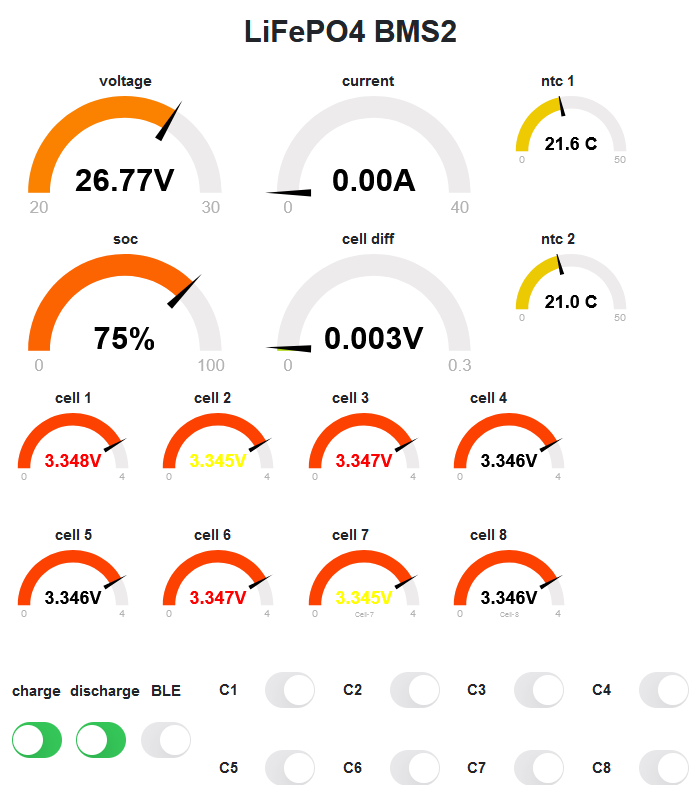 LiFePO4 BMS2
voltage current ntc 1
26.77V 0.00A 21.6 C
20 30 0 40 0 50
soc cell diff ntc 2
75% 0.003V 21.0 C
0 100 0 0.3 0 50
cell 1 cell 2 cell 3 cell 4
3.348V 3.345V 3.347V 3.346V
0 4 0 4 0 4 0 4
cell 5 cell 6 cell 7 cell 8
3.346V 3.347V 3.345V 3.346V
0 4 0 4 0 Cell-7 4 0 Cell-8 4
charge discharge BLE C1 C2 C3 C4
C5 C6 C7 C8